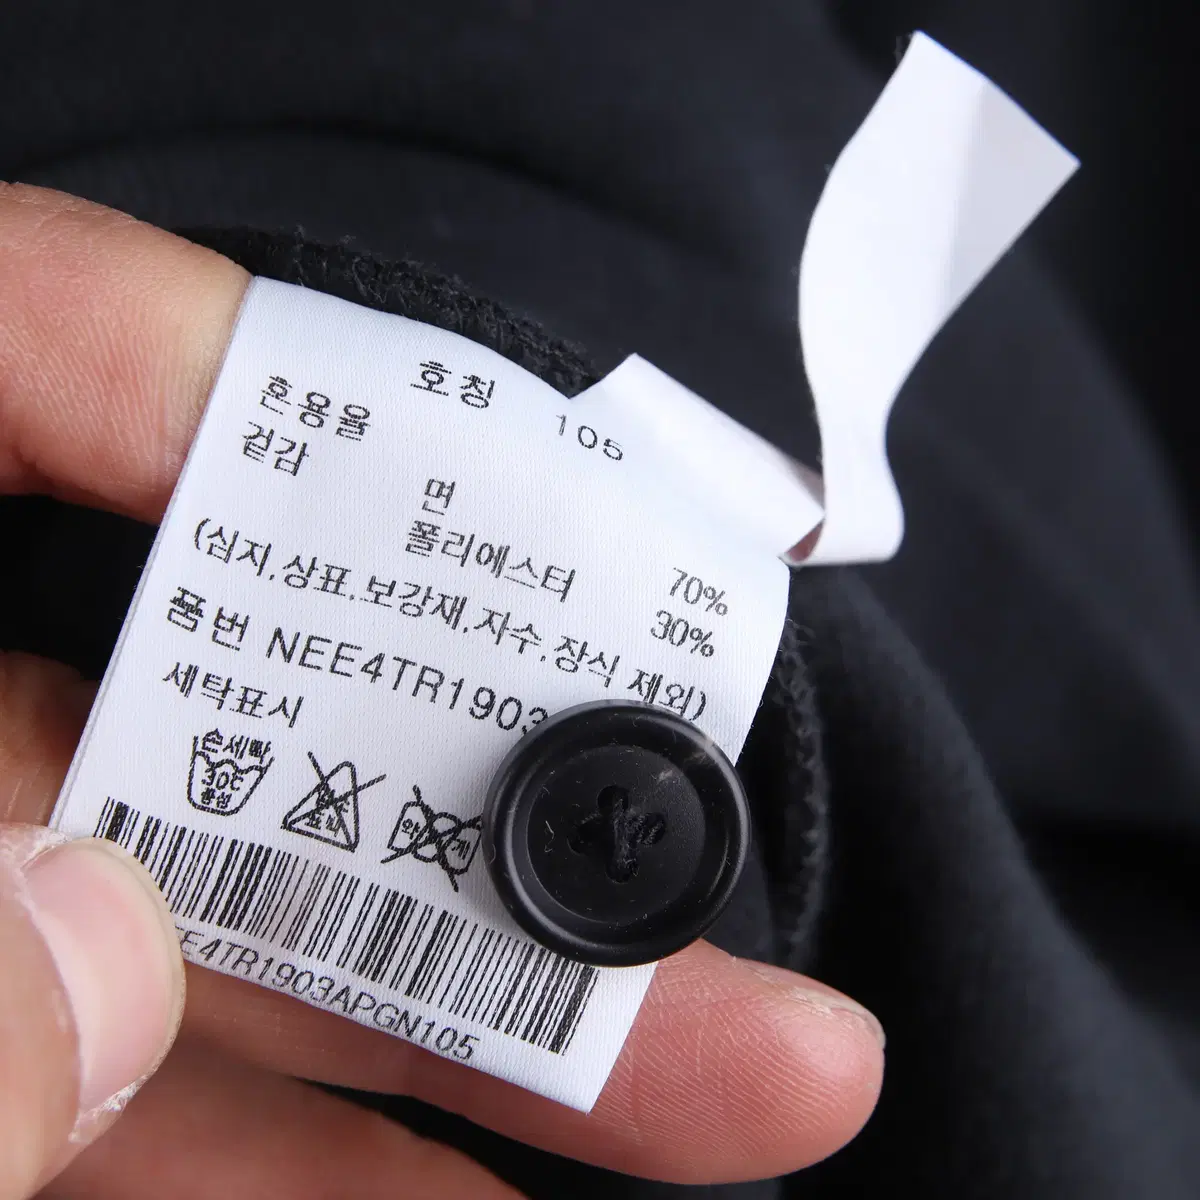 호칭 105
혼용율
겉감
면 70%
폴리에스터 30%
(심지,상표,보강재,자수,장식 제외)
품번 NEE4TR1903
세탁표시
손세탁
30℃
중성
EE4TR1903APGN105